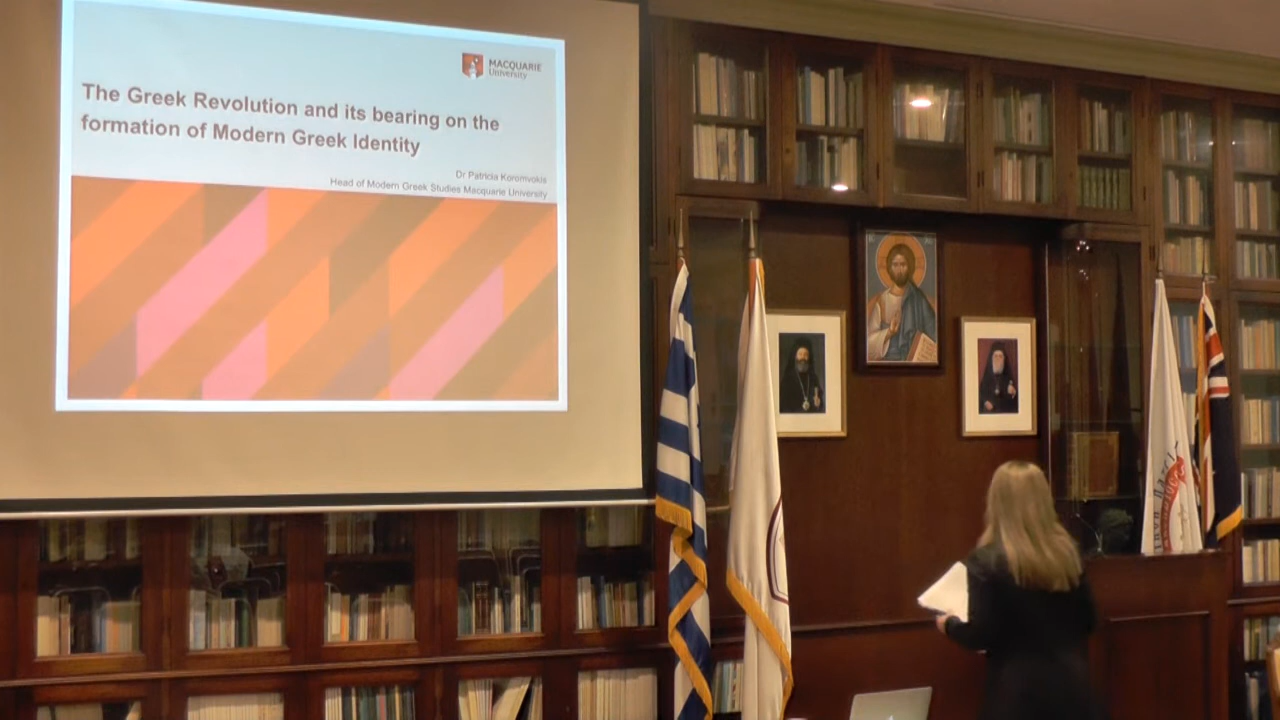 MACQUARIE
University
The Greek Revolution and its bearing on the
formation of Modern Greek Identity
Dr Patricia Koromvokis
Head of Modern Greek Studies Macquarie University